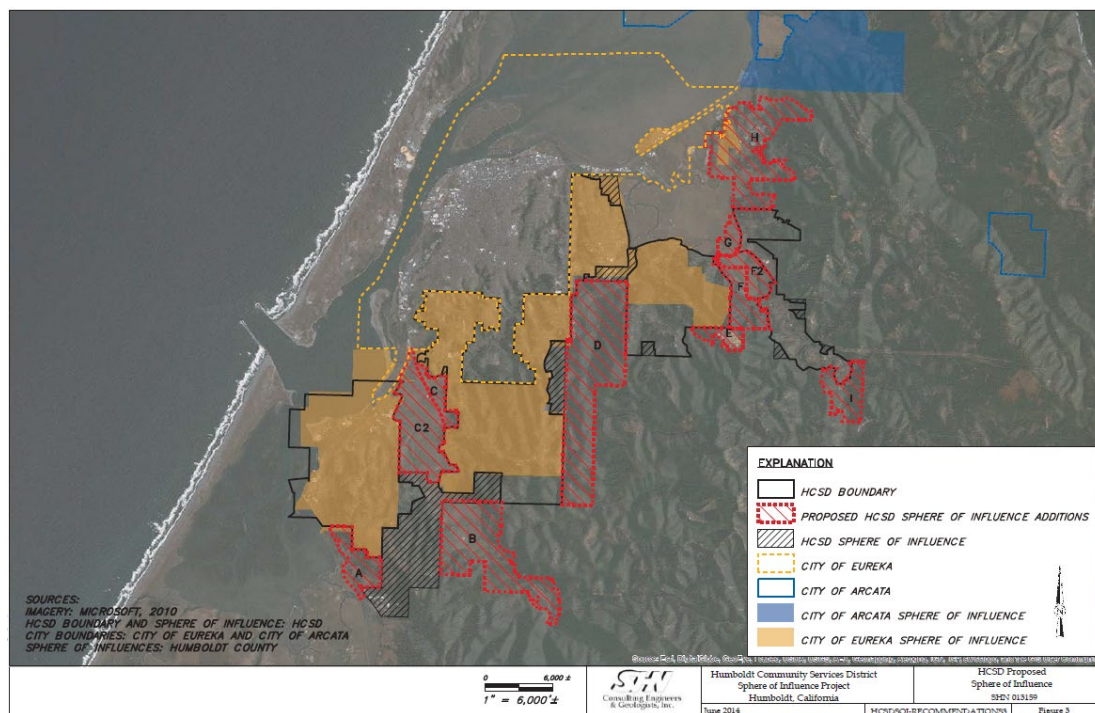 H
G
F2
F
E
D
I
C
C2
B
A
EXPLANATION
HCSD BOUNDARY
PROPOSED HCSD SPHERE OF INFLUENCE ADDITIONS
HCSD SPHERE OF INFLUENCE
CITY OF EUREKA
CITY OF ARCATA
CITY OF ARCATA SPHERE OF INFLUENCE
CITY OF EUREKA SPHERE OF INFLUENCE
SOURCES:
IMAGERY: MICROSOFT, 2010
HCSD BOUNDARY AND SPHERE OF INFLUENCE: HCSD
CITY BOUNDARIES: CITY OF EUREKA AND CITY OF ARCATA
SPHERE OF INFLUENCES: HUMBOLDT COUNTY
0 6,000 ±
1" = 6,000'±
SHN
Consulting Engineers
& Geologists, Inc.
Humboldt Community Services District
Sphere of Influence Project
Humboldt, California
HCSD Proposed
Sphere of Influence
SHN 013159
June 2014
HCSDSOI-RECOMMENDATIONS3
Figure 3